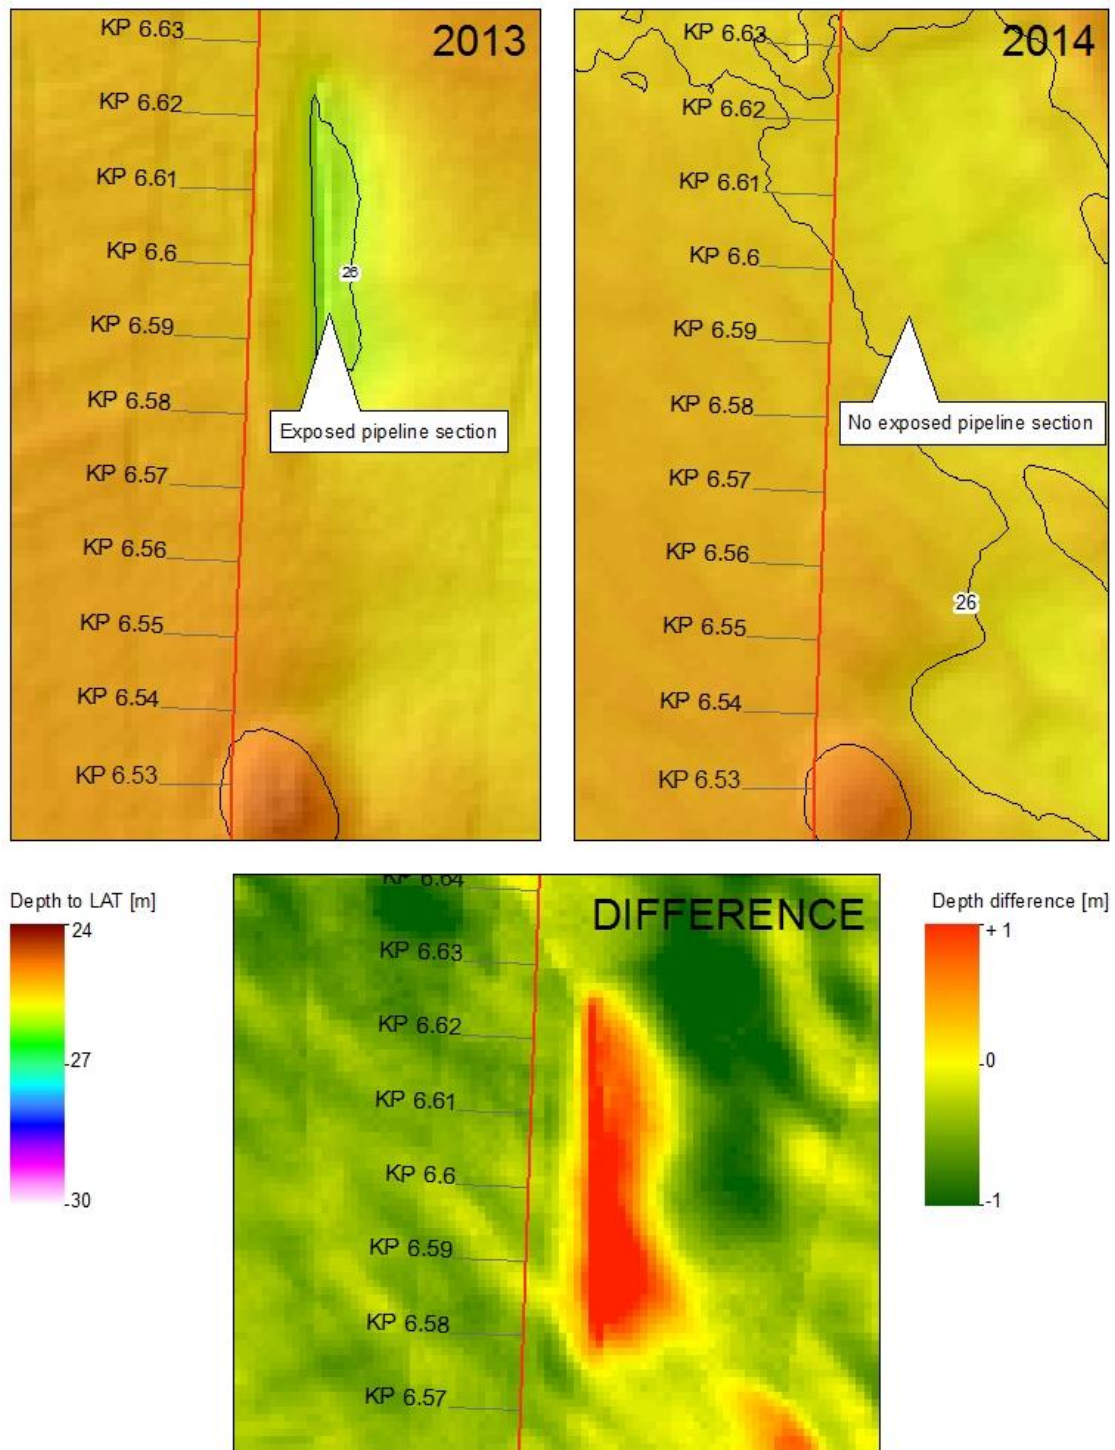 2013
KP 6.63
KP 6.62
KP 6.61
KP 6.6
KP 6.59
KP 6.58
KP 6.57
KP 6.56
KP 6.55
KP 6.54
KP 6.53
26
Exposed pipeline section
2014
KP 6.63
KP 6.62
KP 6.61
KP 6.6
KP 6.59
KP 6.58
KP 6.57
KP 6.56
KP 6.55
KP 6.54
KP 6.53
No exposed pipeline section
26
Depth to LAT [m]
24
27
30
DIFFERENCE
KP 6.64
KP 6.63
KP 6.62
KP 6.61
KP 6.6
KP 6.59
KP 6.58
KP 6.57
Depth difference [m]
+ 1
0
-1